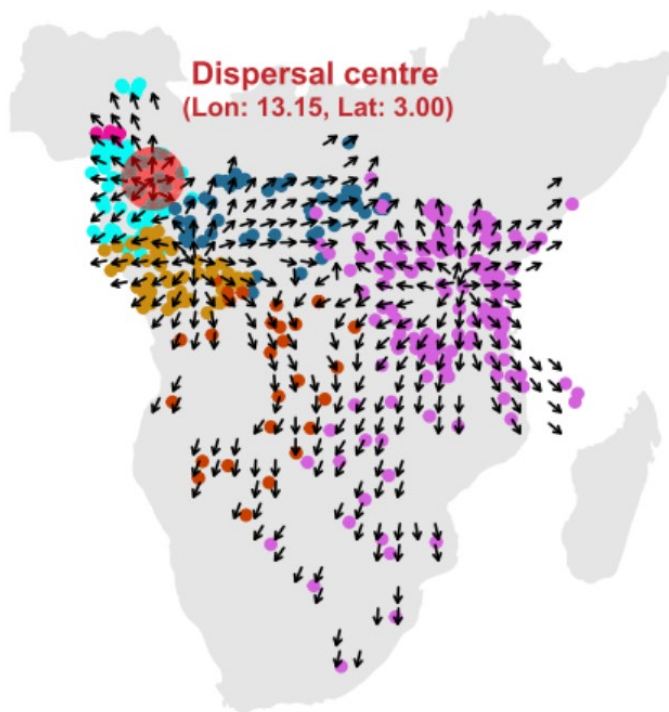 Dispersal centre
(Lon: 13.15, Lat: 3.00)